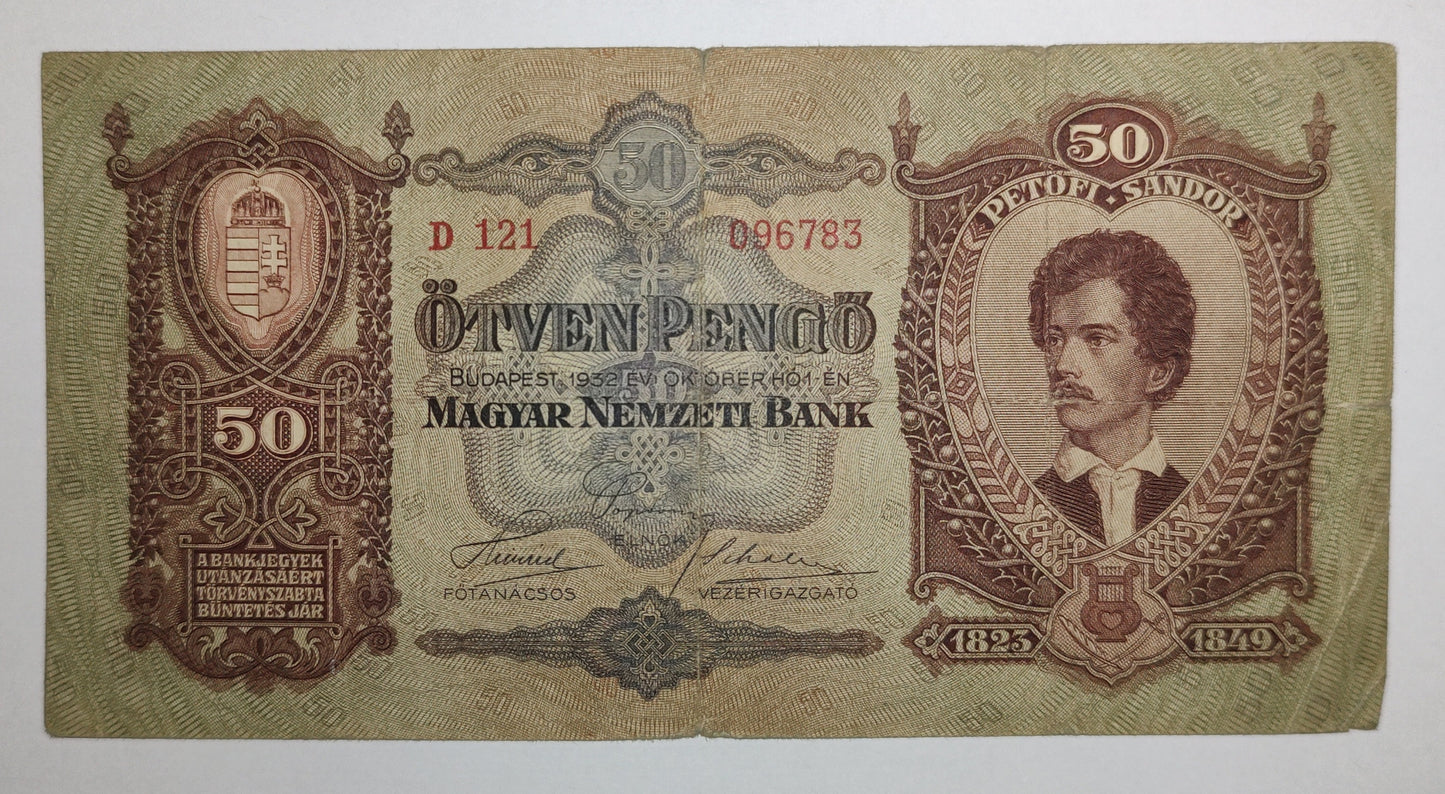 50
D 121 096783
ÖTVEN PENGŐ
BUDAPEST, 1932 ÉVI OKTÓBER HÓ 1-ÉN
MAGYAR NEMZETI BANK
ELNÖK
FŐTANÁCSOS
VEZÉRIGAZGATÓ
50
A BANKJEGYEK
UTÁNZÁSÁÉRT
TÖRVÉNYSZABTA
BÜNTETÉS JÁR
50
PETŐFI · SÁNDOR
1823 1849